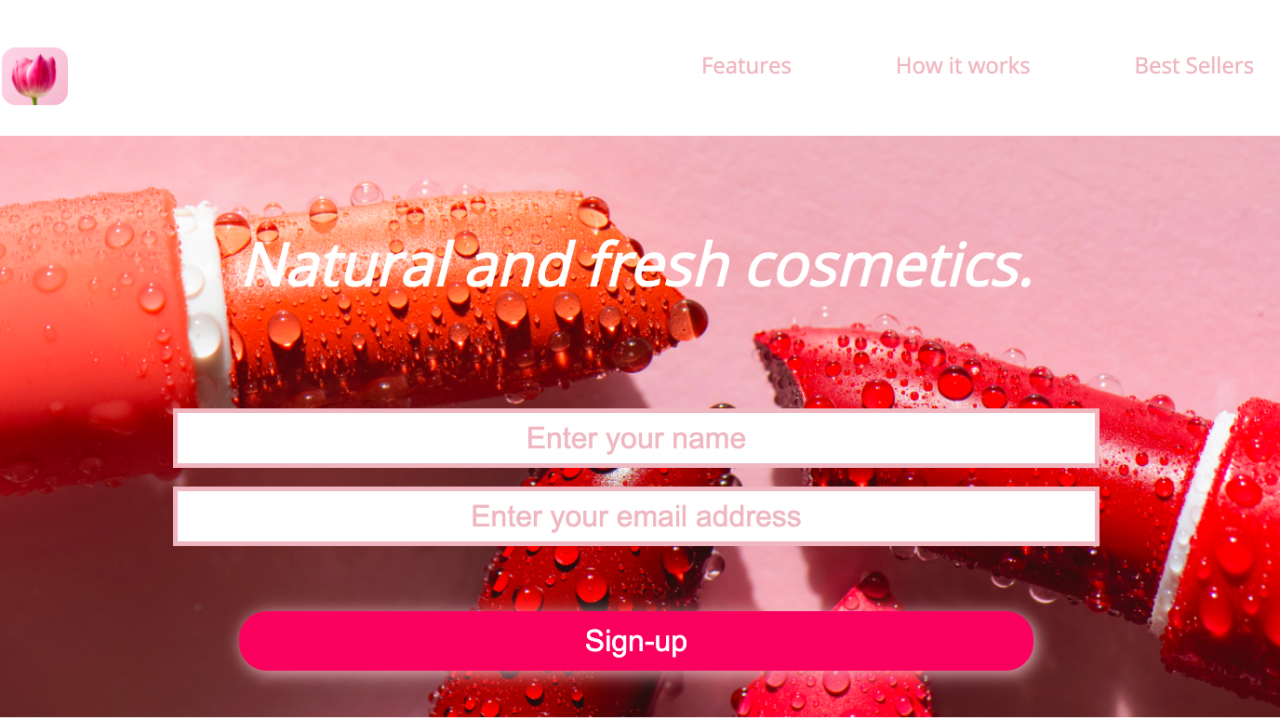 Features
How it works
Best Sellers
Natural and fresh cosmetics.
Enter your name
Enter your email address
Sign-up